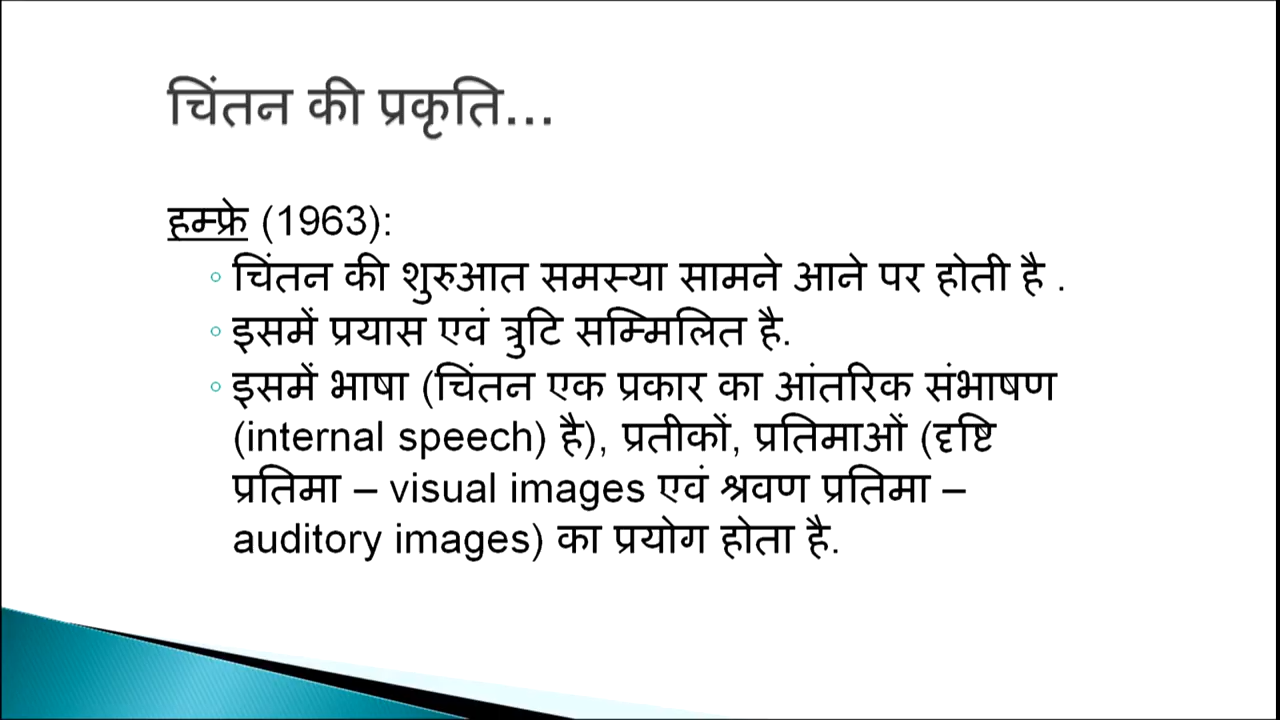 चिंतन की प्रकृति...
हम्फ्रे (1963):
◦ चिंतन की शुरुआत समस्या सामने आने पर होती है .
◦ इसमें प्रयास एवं त्रुटि सम्मिलित है.
◦ इसमें भाषा (चिंतन एक प्रकार का आंतरिक संभाषण
(internal speech) है), प्रतीकों, प्रतिमाओं (दृष्टि
प्रतिमा – visual images एवं श्रवण प्रतिमा –
auditory images) का प्रयोग होता है.